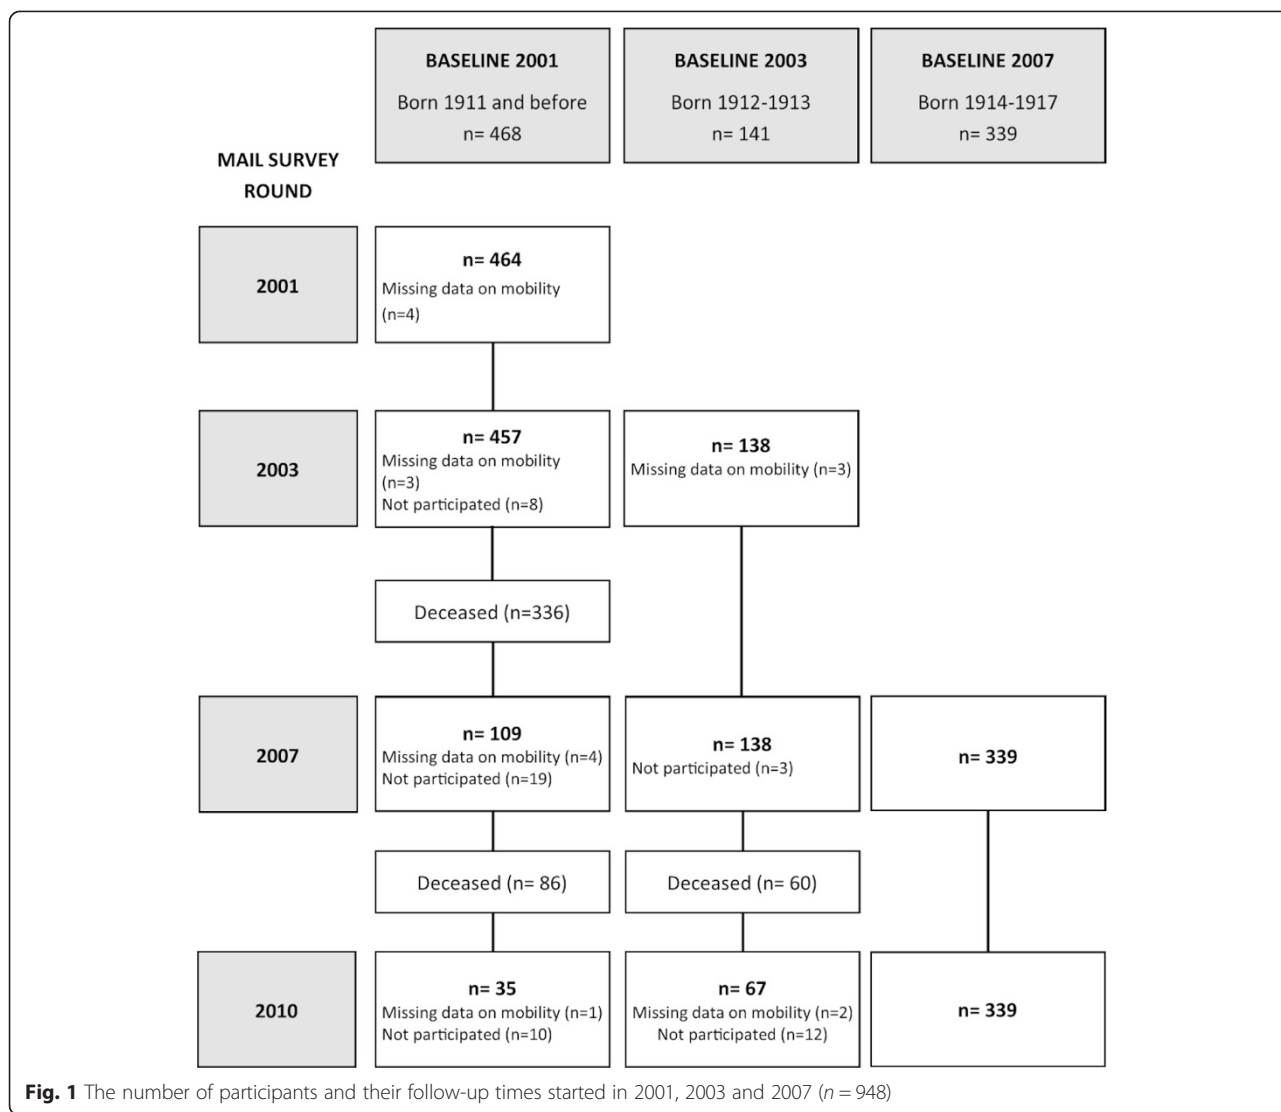 BASELINE 2001
Born 1911 and before
n= 468
BASELINE 2003
Born 1912-1913
n= 141
BASELINE 2007
Born 1914-1917
n= 339
MAIL SURVEY
ROUND
2001
n= 464
Missing data on mobility
(n=4)
2003
n= 457
Missing data on mobility
(n=3)
Not participated (n=8)
n= 138
Missing data on mobility (n=3)
Deceased (n=336)
2007
n= 109
Missing data on mobility (n=4)
Not participated (n=19)
n= 138
Not participated (n=3)
n= 339
Deceased (n= 86)
Deceased (n= 60)
2010
n= 35
Missing data on mobility (n=1)
Not participated (n=10)
n= 67
Missing data on mobility (n=2)
Not participated (n=12)
n= 339
Fig. 1 The number of participants and their follow-up times started in 2001, 2003 and 2007 (n = 948)